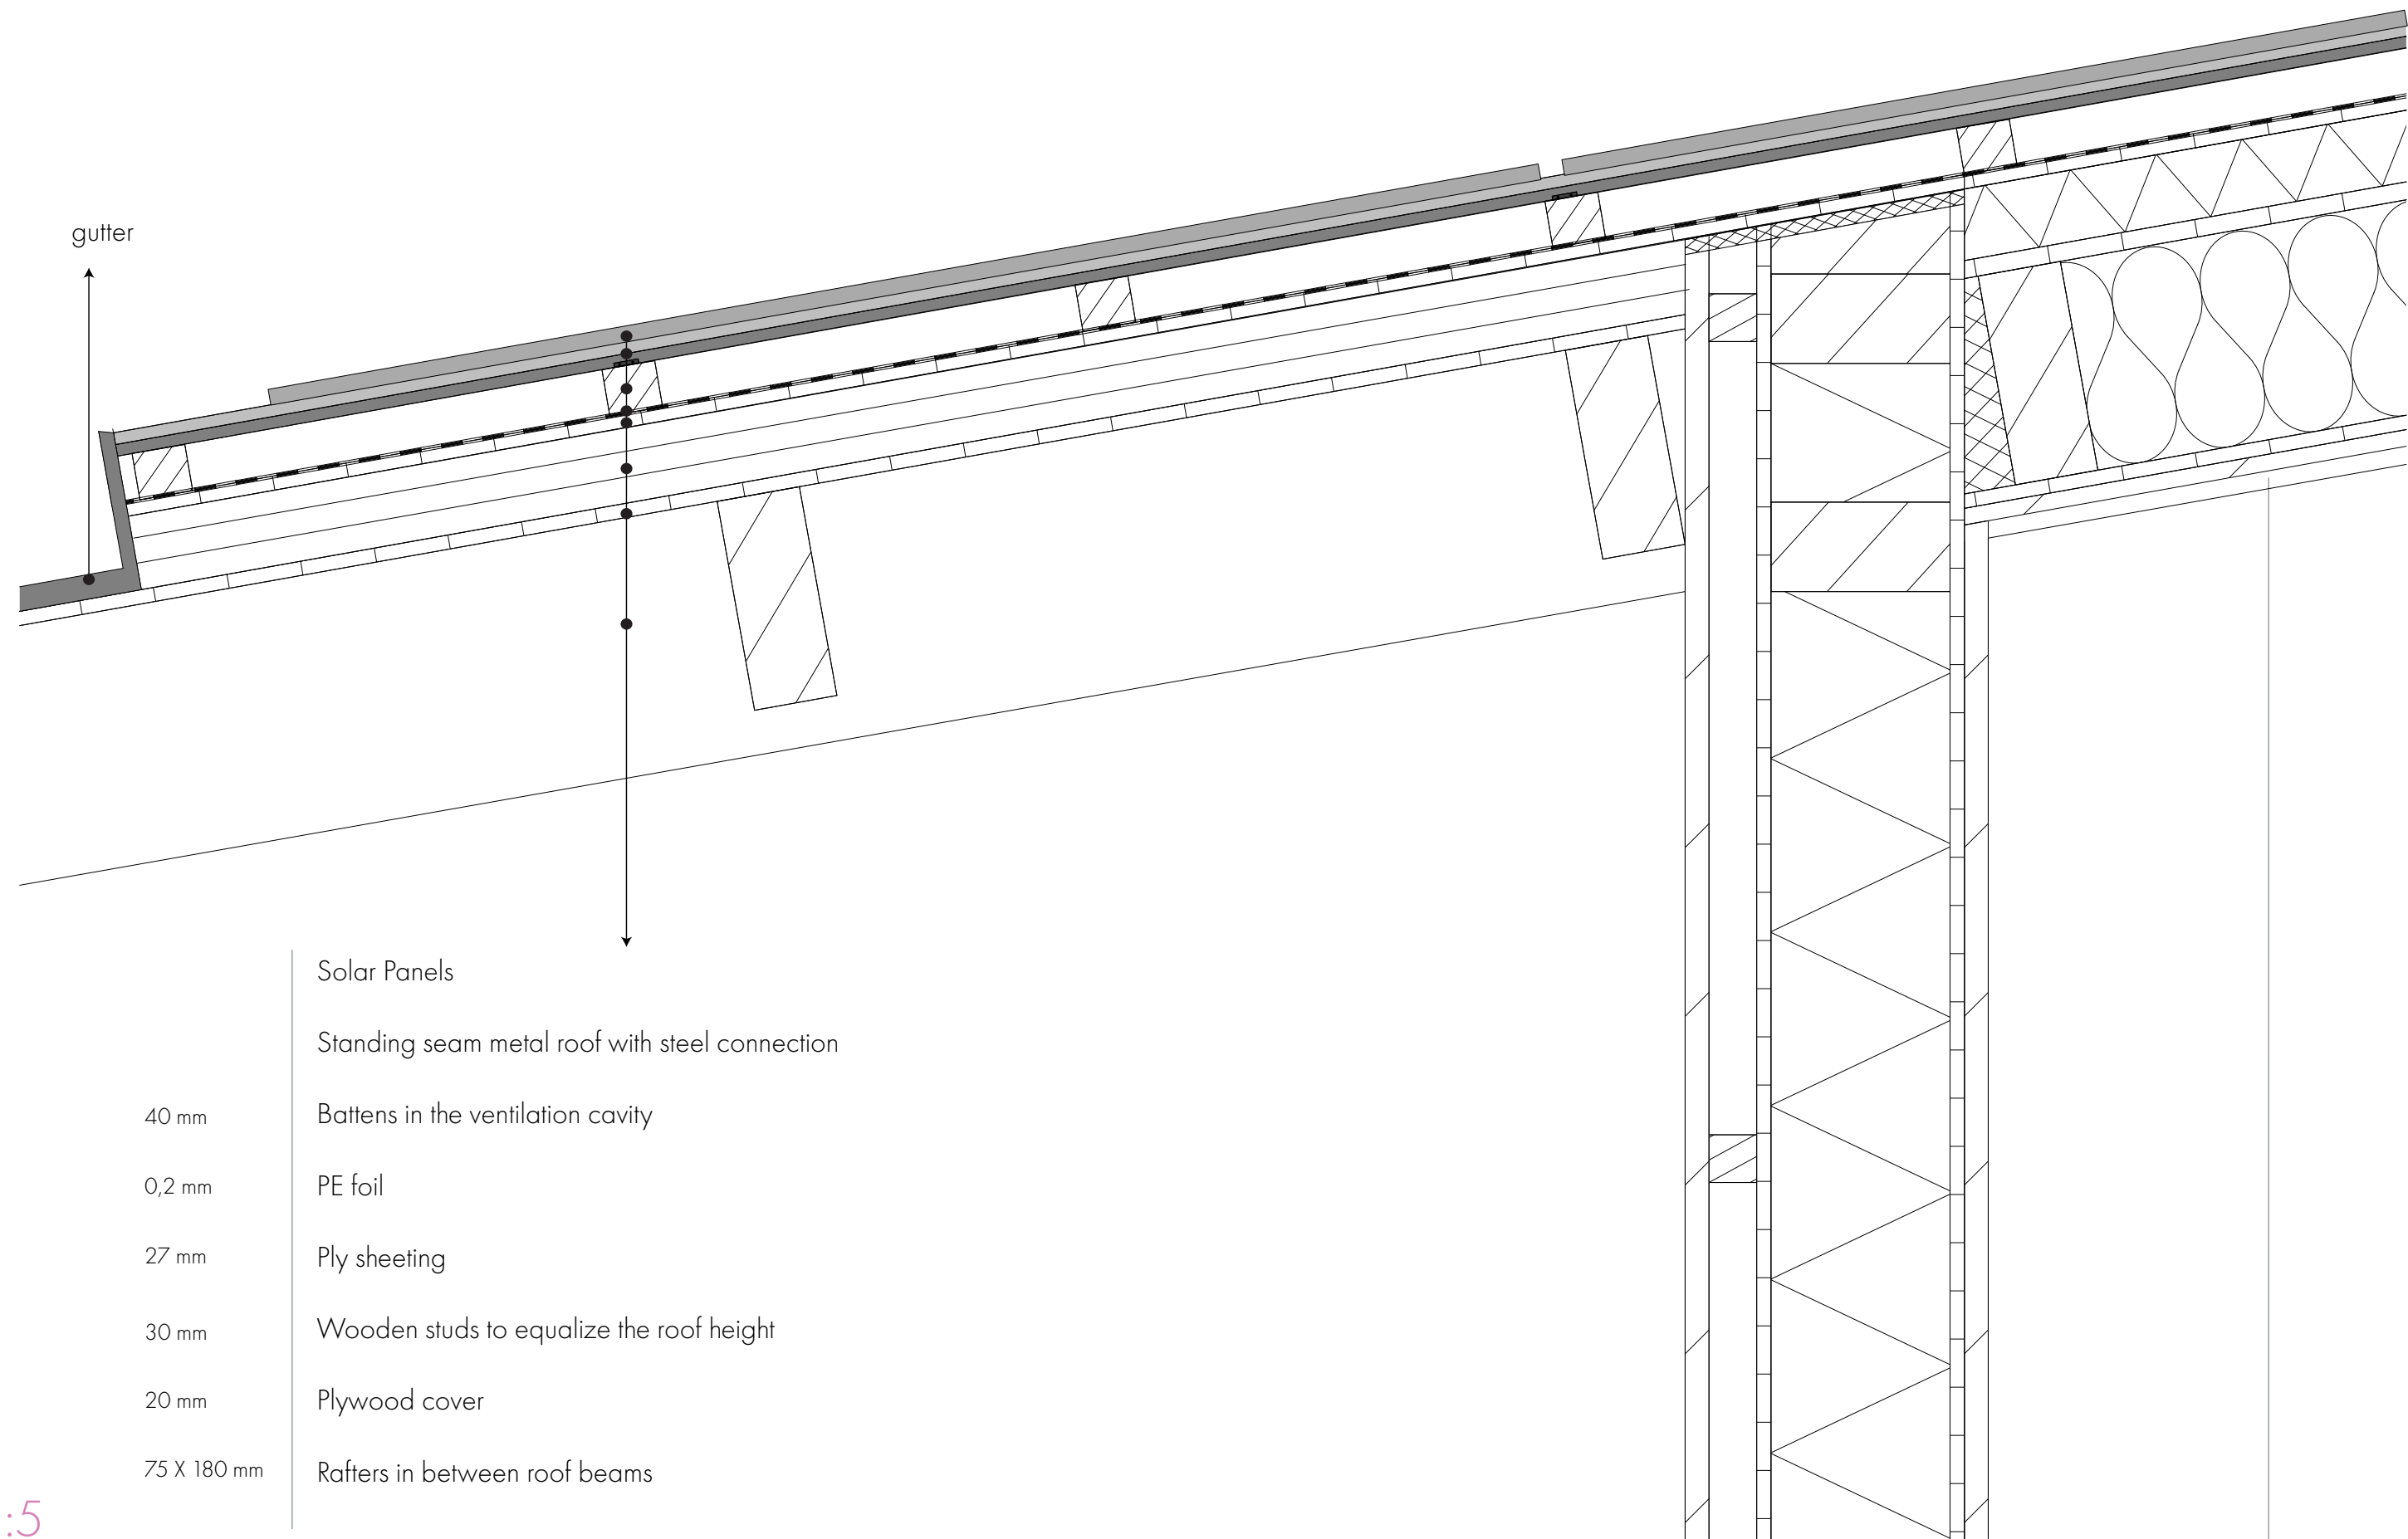 gutter
Solar Panels
Standing seam metal roof with steel connection
40 mm Battens in the ventilation cavity
0,2 mm PE foil
27 mm Ply sheeting
30 mm Wooden studs to equalize the roof height
20 mm Plywood cover
75 X 180 mm Rafters in between roof beams
:5